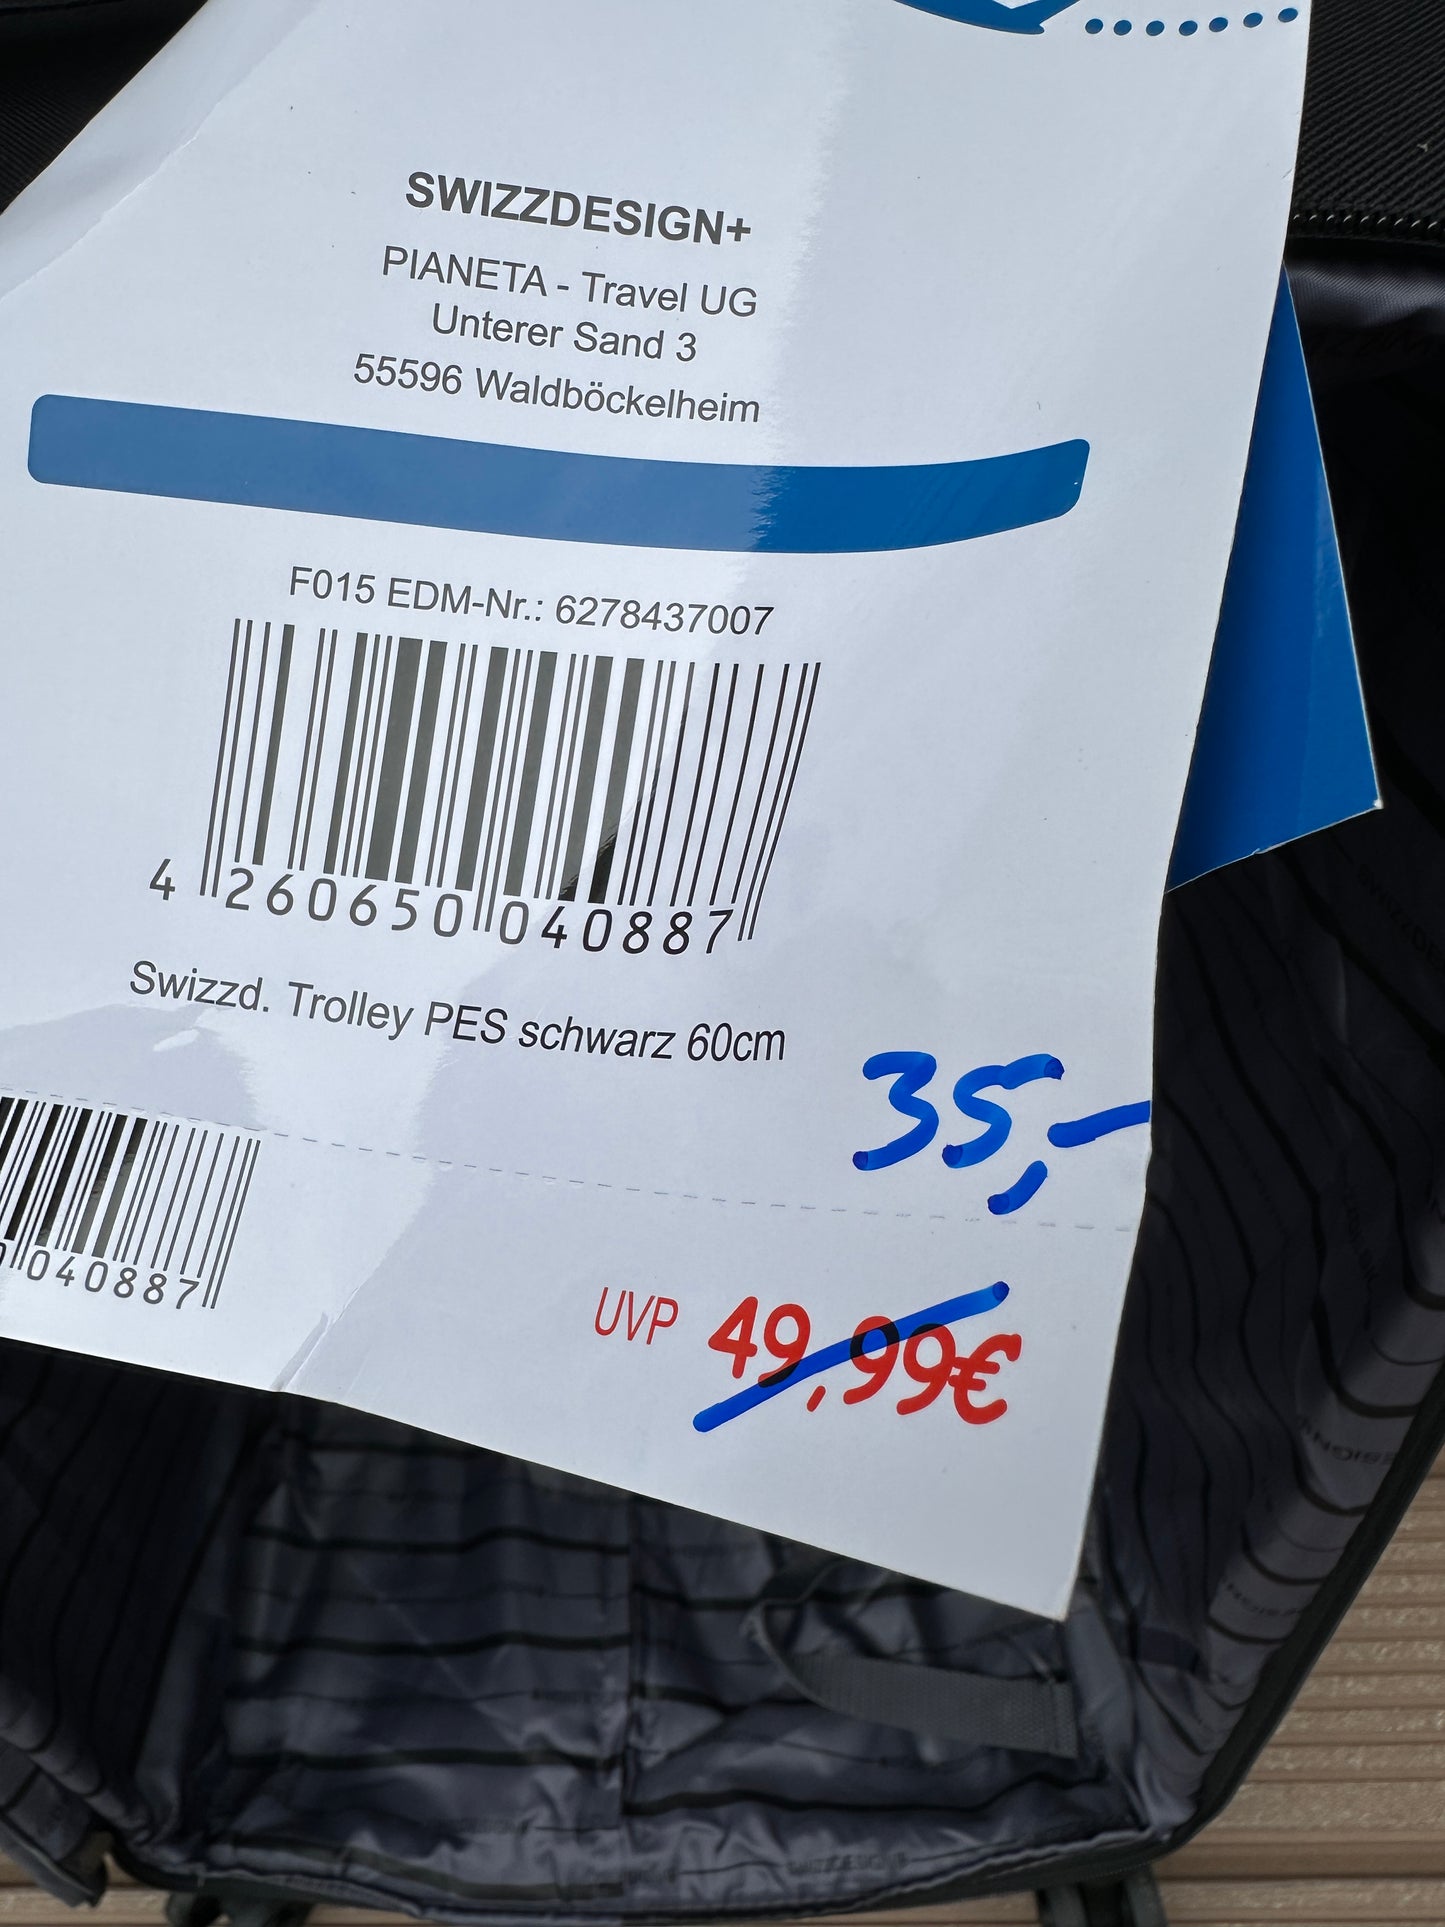 SWIZZDESIGN+
PIANETA - Travel UG
Unterer Sand 3
55596 Waldböckelheim
F015 EDM-Nr.: 6278437007
4 260650 040887
Swizzd. Trolley PES schwarz 60cm
35,-
040887
UVP 49,99€